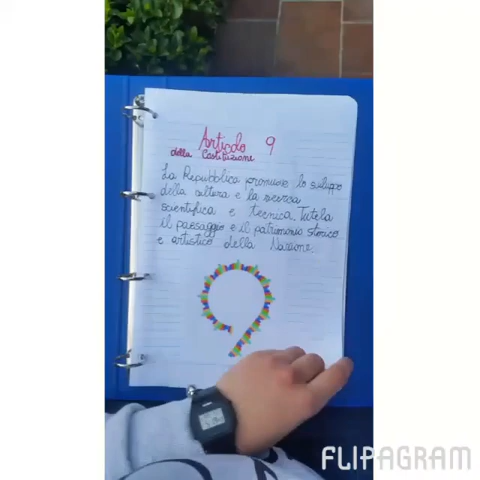 Articolo 9
della Costituzione
La Repubblica promuove lo sviluppo
della cultura e la ricerca
scientifica e tecnica. Tutela
il paesaggio e il patrimonio storico
e artistico della Nazione.
9
FLIPAGRAM